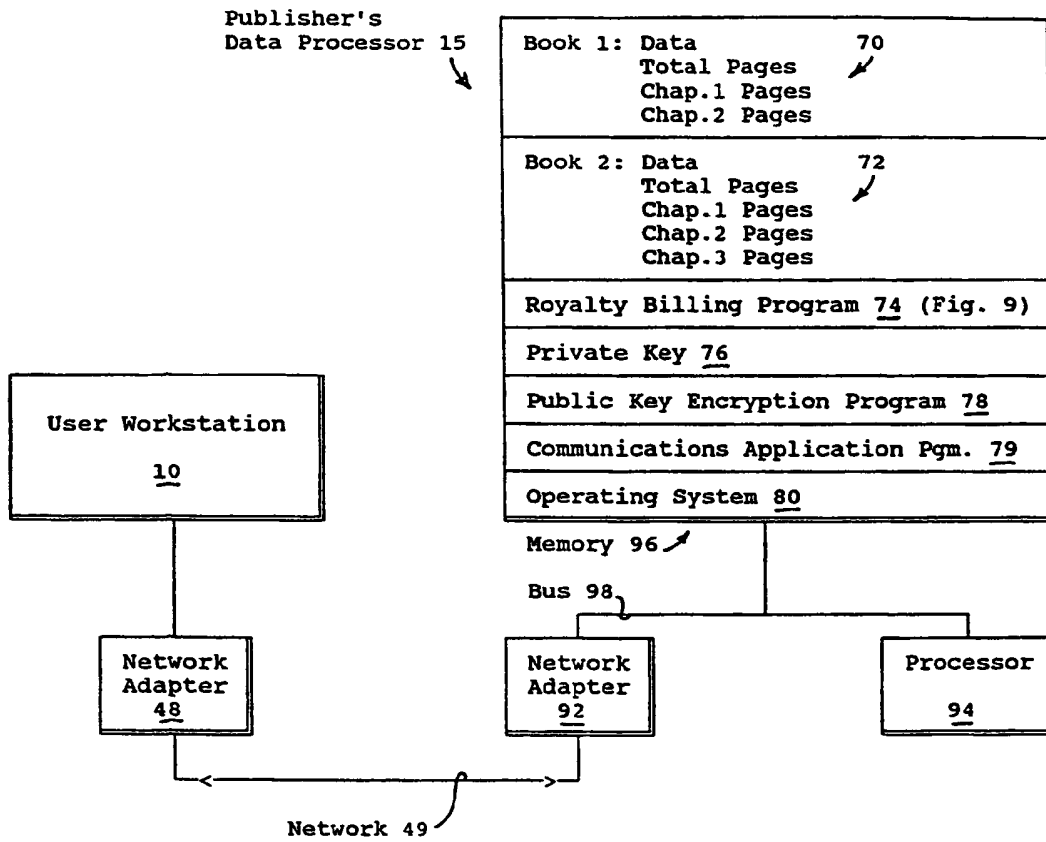 Publisher's
Data Processor 15
Book 1: Data 70
Total Pages
Chap.1 Pages
Chap.2 Pages
Book 2: Data 72
Total Pages
Chap.1 Pages
Chap.2 Pages
Chap.3 Pages
Royalty Billing Program 74 (Fig. 9)
Private Key 76
Public Key Encryption Program 78
Communications Application Pgm. 79
Operating System 80
Memory 96
Bus 98
User Workstation
10
Network
Adapter
48
Network
Adapter
92
Processor
94
Network 49